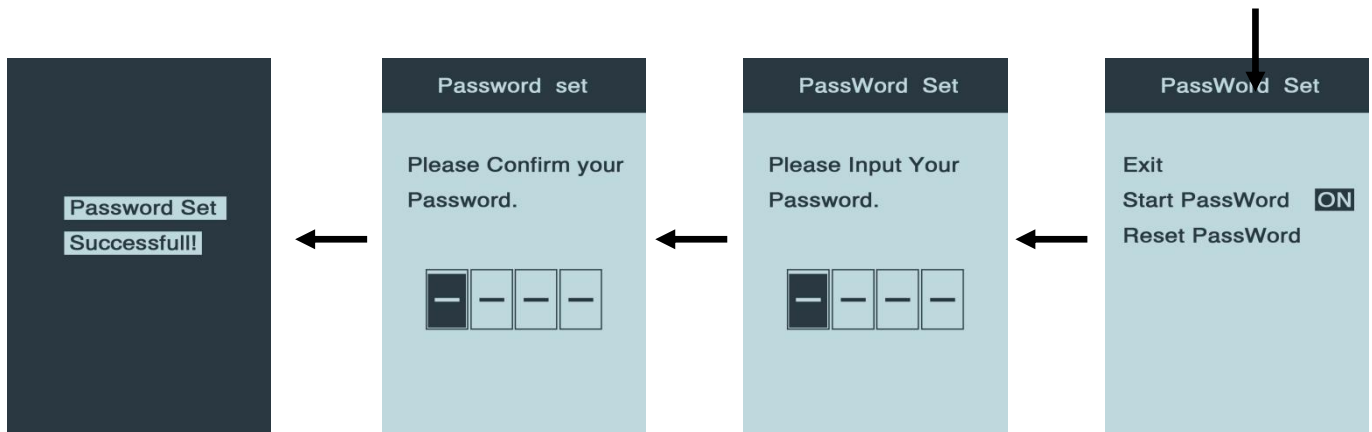 Password Set
Successfull!
Password set
Please Confirm your
Password.
PassWord Set
Please Input Your
Password.
PassWord Set
Exit
Start PassWord ON
Reset PassWord